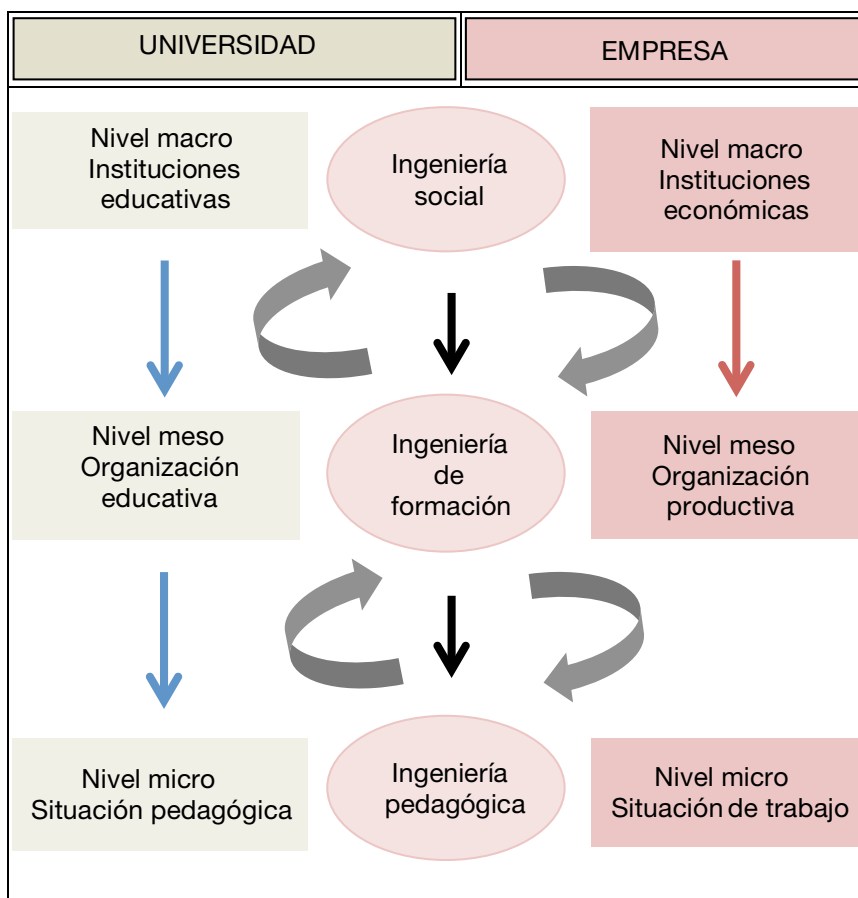 UNIVERSIDAD
EMPRESA
Nivel macro
Instituciones
educativas
Ingeniería
social
Nivel macro
Instituciones
económicas
Nivel meso
Organización
educativa
Ingeniería
de
formación
Nivel meso
Organización
productiva
Nivel micro
Situación pedagógica
Ingeniería
pedagógica
Nivel micro
Situación de trabajo